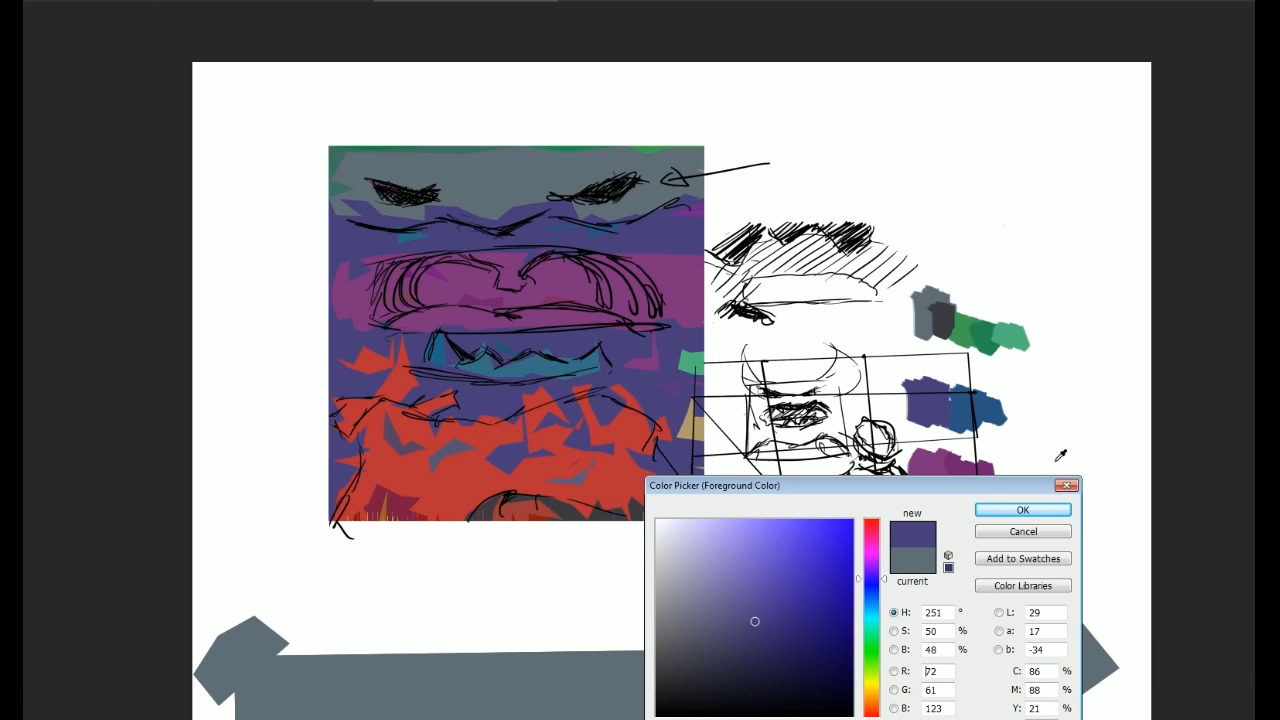 Color Picker (Foreground Color)
new
current
OK
Cancel
Add to Swatches
Color Libraries
H: 251 °
S: 50 %
B: 48 %
R: 72
G: 61
B: 123
L: 29
a: 17
b: -34
C: 86 %
M: 88 %
Y: 21 %